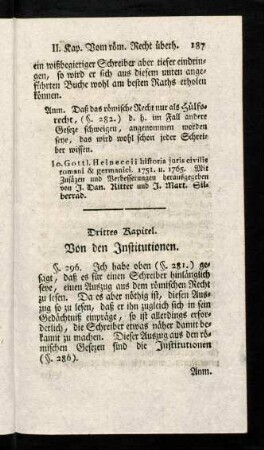 II. Kap. Vom röm. Recht überh. 187
ein wißbegieriger Schreiber aber tiefer eindrin-
gen, so wird er sich aus diesem unten ange-
führten Buche wohl am besten Raths erholen
können.
Anm. Daß das römische Recht nur als Hülfs-
recht, (§. 282.) d. h. im Fall andere
Geseze schweigen, angenommen worden
seye, das wird wohl schon jeder Schrei-
ber wissen.
Io. Gottl. Heineccii historia juris civilis
romani & germanici. 1751. u. 1765. Mit
Zusäzen und Verbesserungen herausgegeben
von J. Dan. Ritter und J. Mart. Sil-
berrad.
Drittes Kapitel.
Von den Institutionen.
§. 296. Ich habe oben (§. 281.) ge-
sagt, daß es für einen Schreiber hinlänglich
seye, einen Auszug aus dem römischen Recht
zu lesen. Da es aber nöthig ist, diesen Aus-
zug so zu lesen, daß er ihn zugleich sich in sein
Gedächtniß einpräge, so ist allerdings erfor-
derlich, die Schreiber etwas näher damit be-
kannt zu machen. Dieser Auszug aus den rö-
mischen Gesezen sind die Institutionen
(§. 286).
Anm.